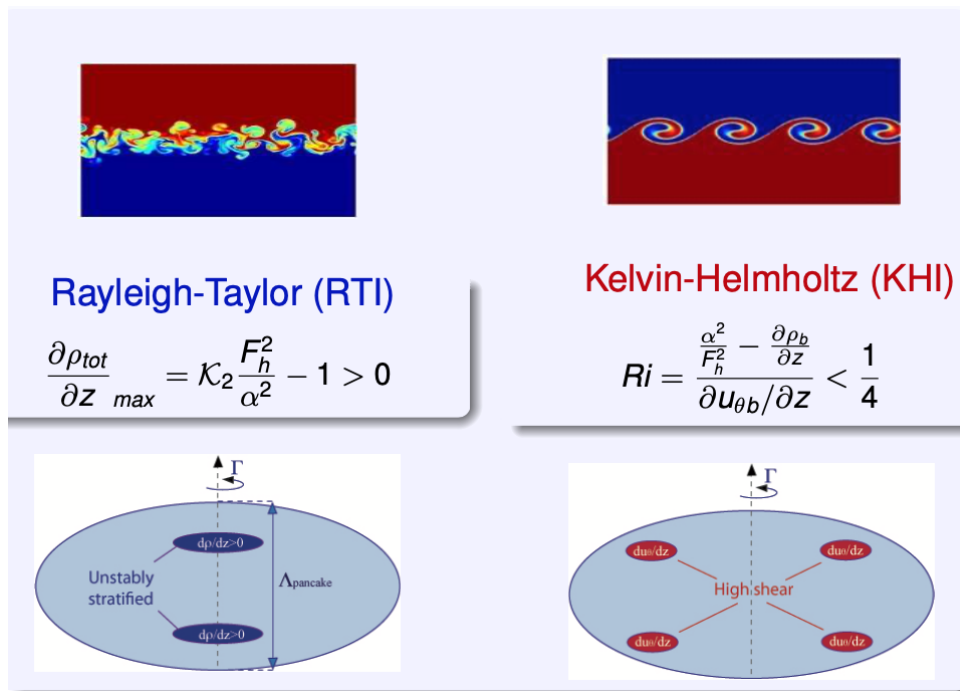 Rayleigh-Taylor (RTI)
Kelvin-Helmholtz (KHI)
∂ρ_tot/∂z _max = 𝒦₂ F_h²/α² − 1 > 0
Ri = (α²/F_h² − ∂ρ_b/∂z) / (∂u_θb/∂z) < 1/4
Γ
dρ/dz>0
Λpancake
Unstably
stratified
dρ/dz>0
Γ
duθ/dz
duθ/dz
High shear
duθ/dz
duθ/dz